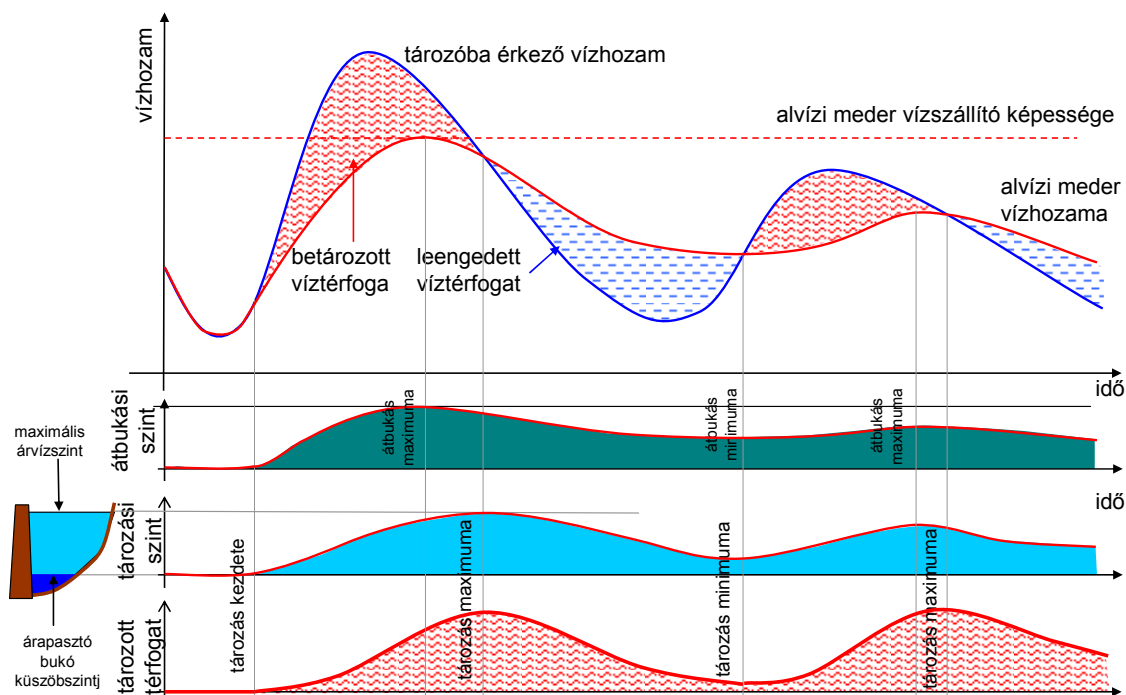 vízhozam
tározóba érkező vízhozam
alvízi meder vízszállító képessége
alvízi meder
vízhozama
betározott
víztérfoga
leengedett
víztérfogat
idő
átbukási
szint
átbukás
maximuma
átbukás
minimuma
átbukás
maximuma
maximális
árvízszint
idő
tározási
szint
tározás kezdete
tározás maximuma
tározás minimuma
tározás maximuma
árapasztó
bukó
küszöbszintj
tározott
térfogat